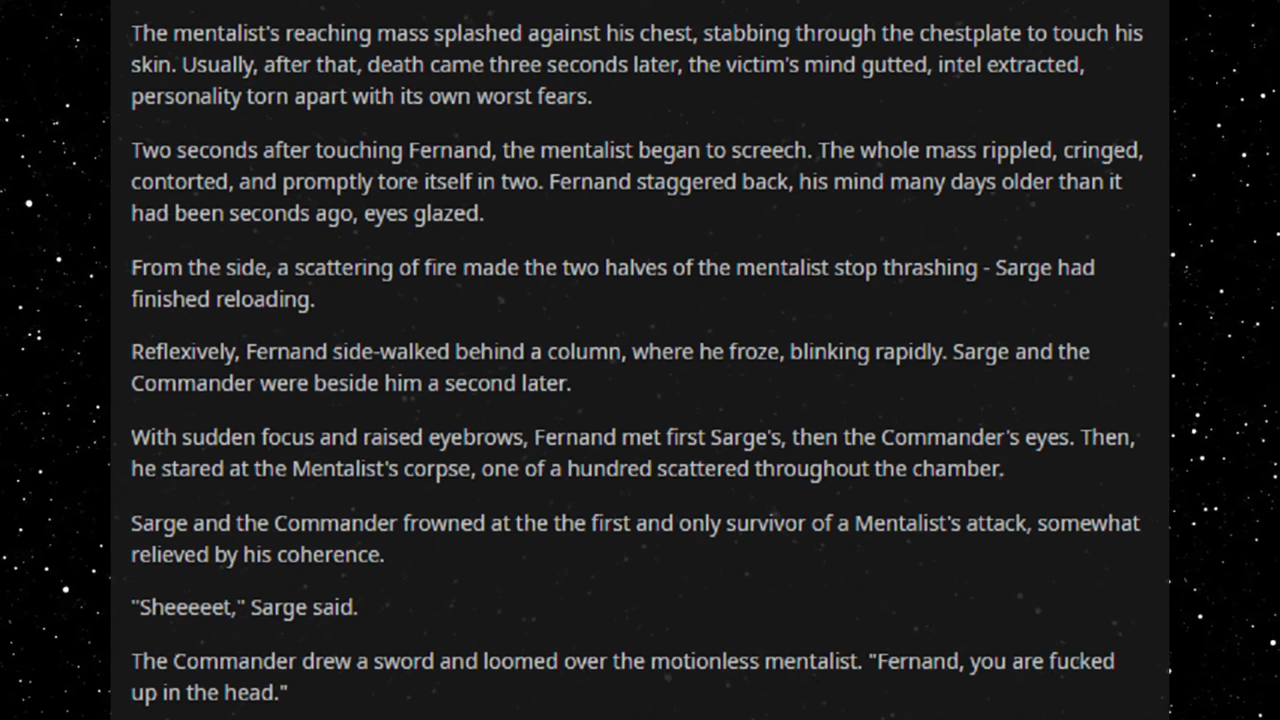 The mentalist's reaching mass splashed against his chest, stabbing through the chestplate to touch his
skin. Usually, after that, death came three seconds later, the victim's mind gutted, intel extracted,
personality torn apart with its own worst fears.
Two seconds after touching Fernand, the mentalist began to screech. The whole mass rippled, cringed,
contorted, and promptly tore itself in two. Fernand staggered back, his mind many days older than it
had been seconds ago, eyes glazed.
From the side, a scattering of fire made the two halves of the mentalist stop thrashing - Sarge had
finished reloading.
Reflexively, Fernand side-walked behind a column, where he froze, blinking rapidly. Sarge and the
Commander were beside him a second later.
With sudden focus and raised eyebrows, Fernand met first Sarge's, then the Commander's eyes. Then,
he stared at the Mentalist's corpse, one of a hundred scattered throughout the chamber.
Sarge and the Commander frowned at the the first and only survivor of a Mentalist's attack, somewhat
relieved by his coherence.
"Sheeeeet," Sarge said.
The Commander drew a sword and loomed over the motionless mentalist. "Fernand, you are fucked
up in the head."